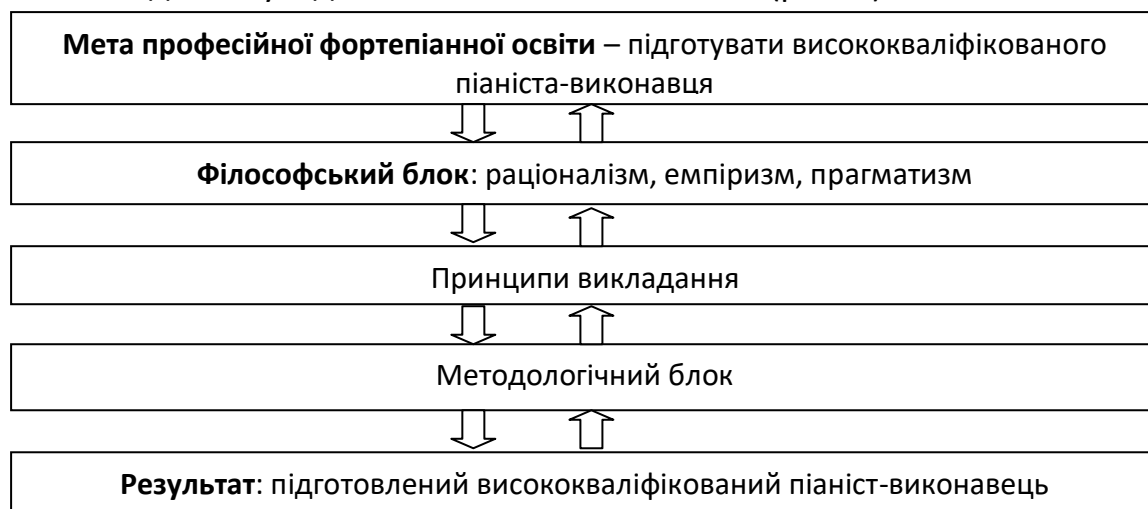 Мета професійної фортепіанної освіти – підготувати висококваліфікованого
піаніста-виконавця
Філософський блок: раціоналізм, емпіризм, прагматизм
Принципи викладання
Методологічний блок
Результат: підготовлений висококваліфікований піаніст-виконавець